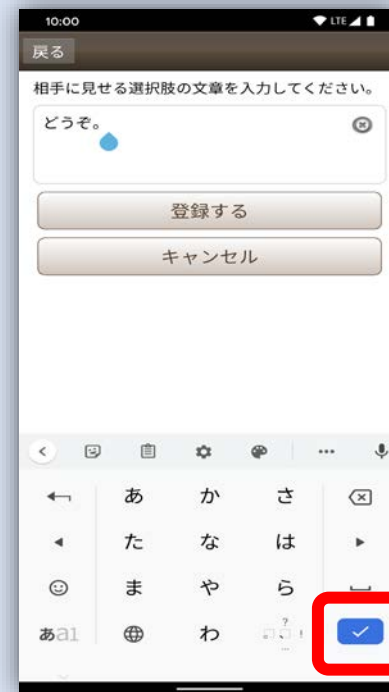 10:00 LTE
戻る
相手に見せる選択肢の文章を入力してください。
どうぞ。
登録する
キャンセル
あ か さ
た な は
ま や ら
あa1 わ 、。?!…